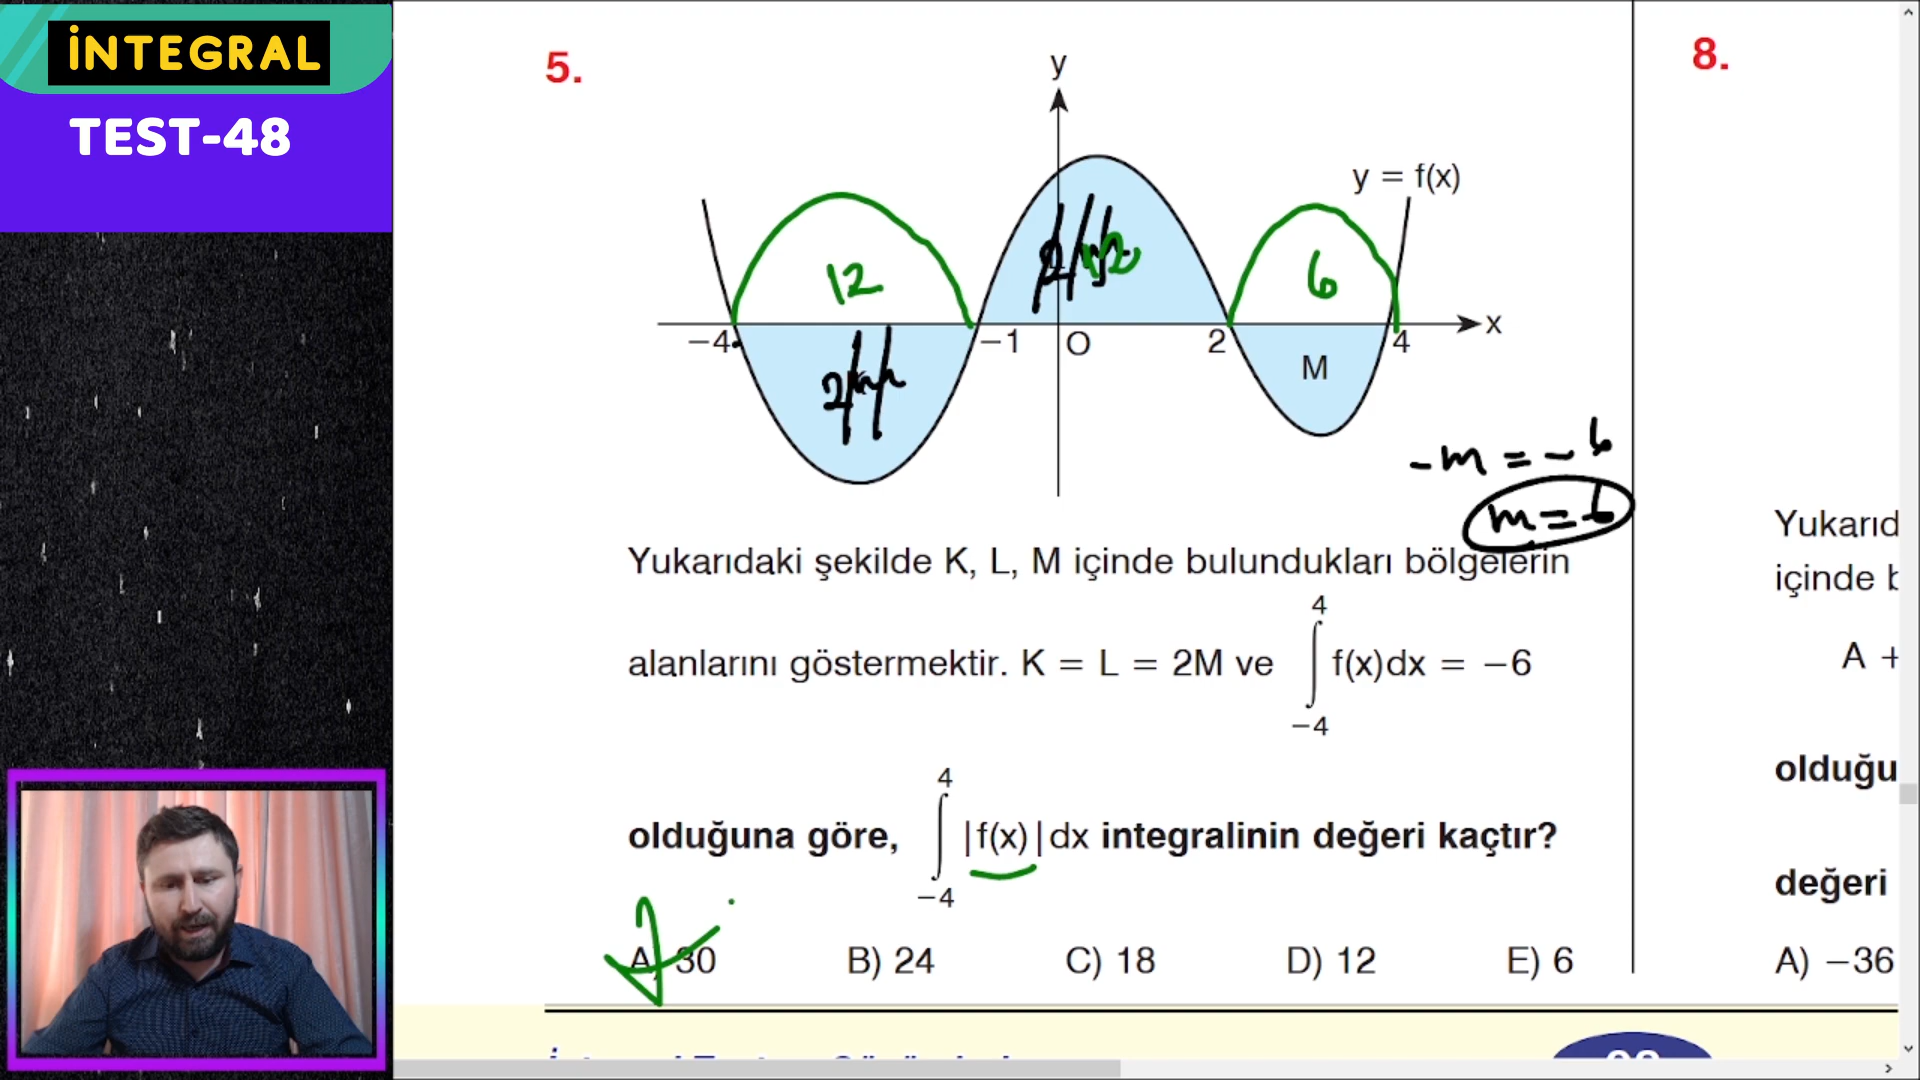 İNTEGRAL
TEST-48
5.
y
y = f(x)
12
2
6
-4
-1
O
2
4
x
M
-m = -6
m = 6
Yukarıdaki şekilde K, L, M içinde bulundukları bölgelerin
4
alanlarını göstermektir. K = L = 2M ve ∫ f(x)dx = -6
-4
4
olduğuna göre, ∫ |f(x)|dx integralinin değeri kaçtır?
-4
A) 30 B) 24 C) 18 D) 12 E) 6
8.
Yukarıd
içinde b
A +
olduğu
değeri
A) -36